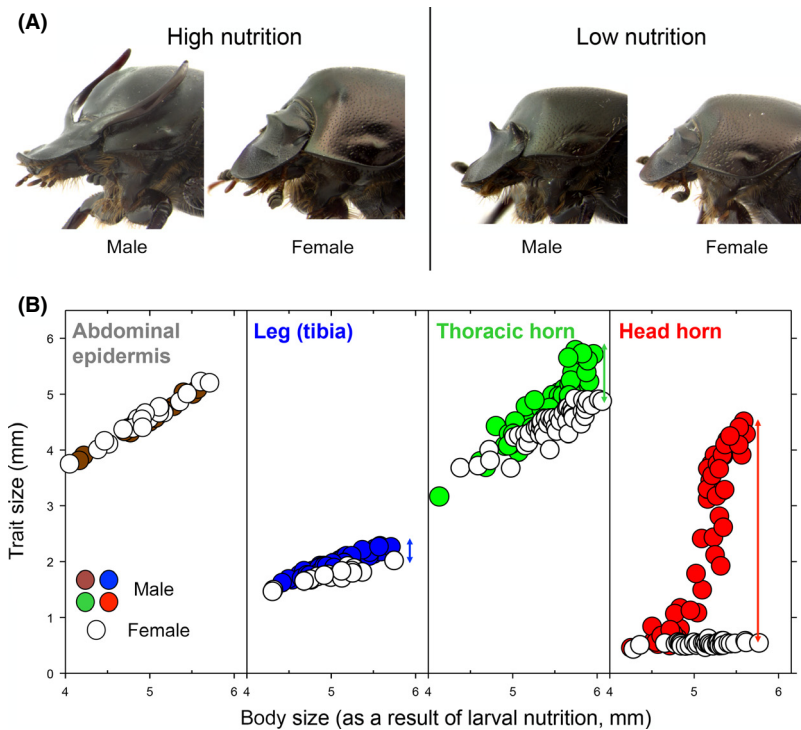 (A)
High nutrition
Low nutrition
Male
Female
Male
Female
(B)
Abdominal
epidermis
Leg (tibia)
Thoracic horn
Head horn
6
5
4
3
2
1
0
Trait size (mm)
Male
Female
4 5 6
4 5 6
4 5 6
4 5 6
Body size (as a result of larval nutrition, mm)